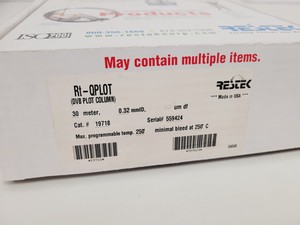 Products
May contain multiple items.
Rt-QPLOT
(DVB PLOT COLUMN)
30 meter, 0.32 mmID, um df
Cat. # 19718 Serial# 559424
Max. programmable temp. 250° minimal bleed at 250° C
RESTEK
Made in USA